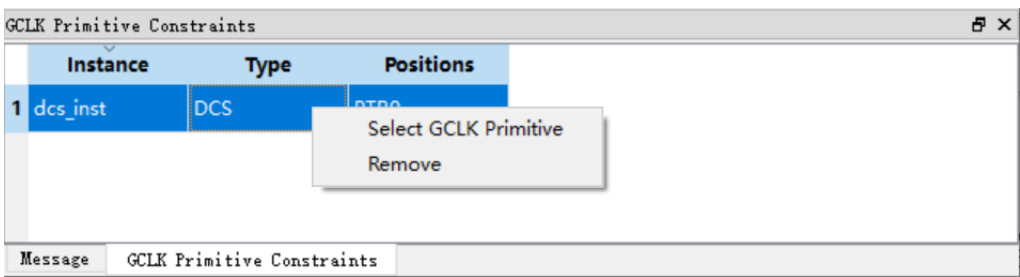 GCLK Primitive Constraints
Instance Type Positions
1 dcs_inst DCS
Select GCLK Primitive
Remove
Message GCLK Primitive Constraints